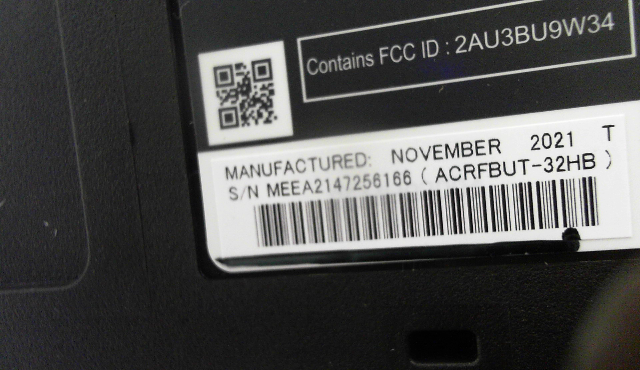 Contains FCC ID : 2AU3BU9W34
MANUFACTURED: NOVEMBER 2021 T
S/N MEEA2147256166 ( ACRFBUT-32HB )